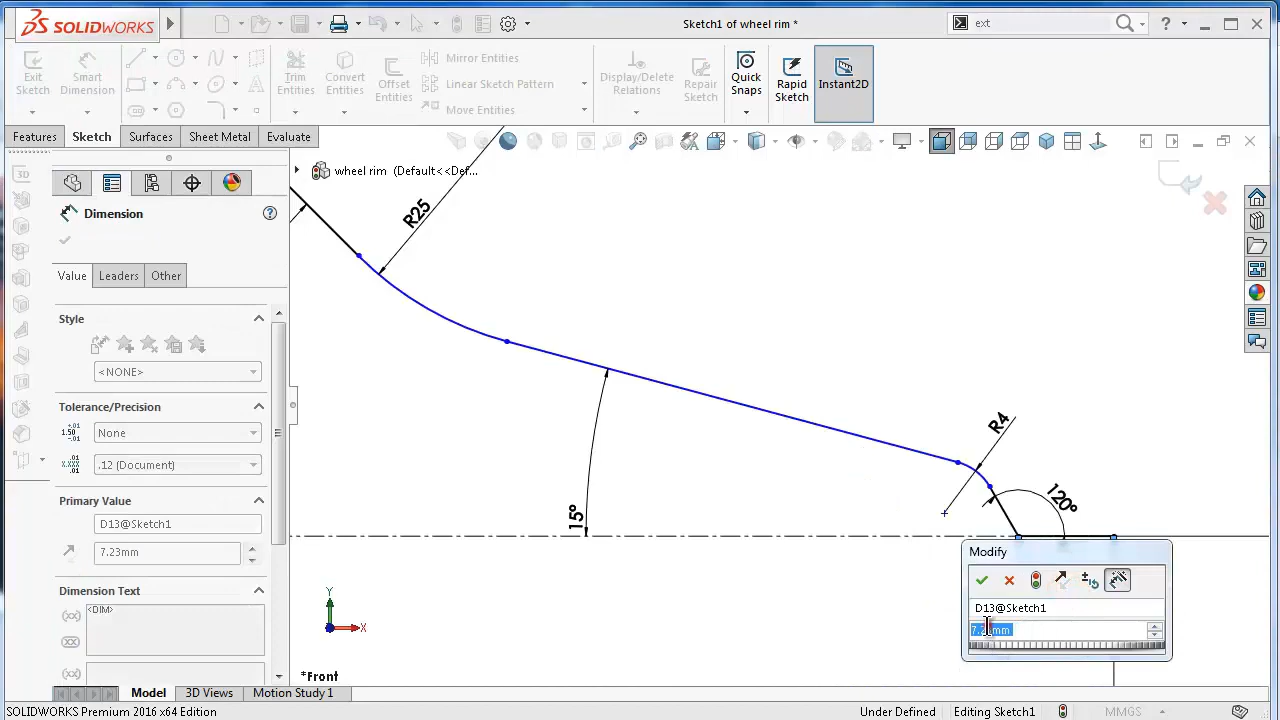 SOLIDWORKS
Sketch1 of wheel rim *
ext
Exit Sketch
Smart Dimension
Trim Entities
Convert Entities
Offset Entities
Mirror Entities
Linear Sketch Pattern
Move Entities
Display/Delete Relations
Repair Sketch
Quick Snaps
Rapid Sketch
Instant2D
Features
Sketch
Surfaces
Sheet Metal
Evaluate
wheel rim (Default<<Def...
Dimension
Value
Leaders
Other
Style
<NONE>
Tolerance/Precision
None
.12 (Document)
Primary Value
D13@Sketch1
7.23mm
Dimension Text
<DIM>
R25
15°
R4
120°
Modify
D13@Sketch1
Y
X
*Front
Model
3D Views
Motion Study 1
SOLIDWORKS Premium 2016 x64 Edition
Under Defined
Editing Sketch1
MMGS